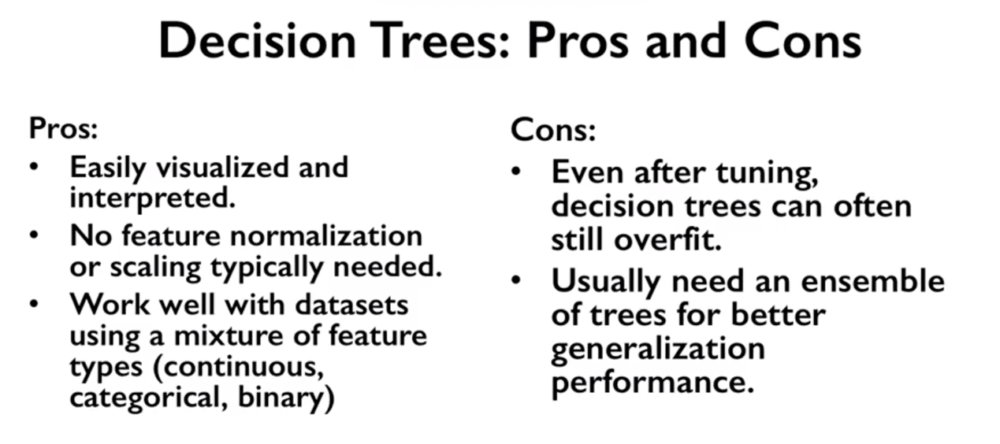 Decision Trees: Pros and Cons
Pros:
• Easily visualized and
interpreted.
• No feature normalization
or scaling typically needed.
• Work well with datasets
using a mixture of feature
types (continuous,
categorical, binary)
Cons:
• Even after tuning,
decision trees can often
still overfit.
• Usually need an ensemble
of trees for better
generalization
performance.